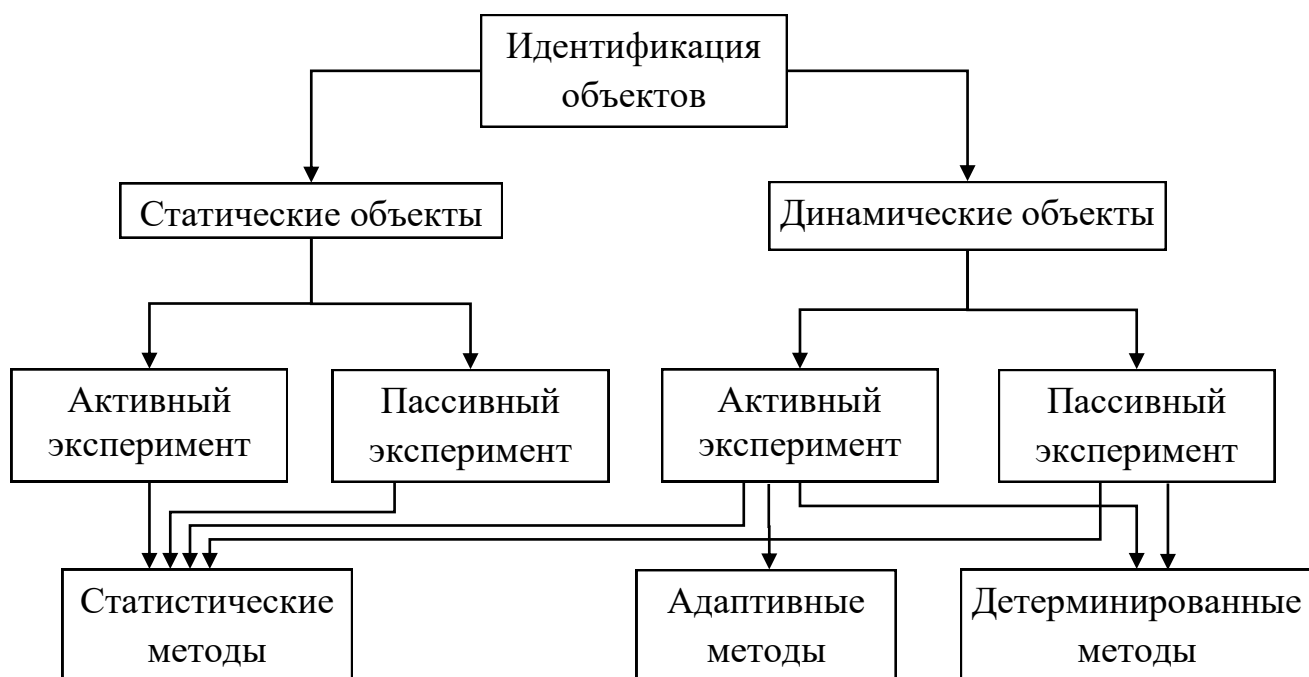 Идентификация
объектов
Статические объекты
Динамические объекты
Активный
эксперимент
Пассивный
эксперимент
Активный
эксперимент
Пассивный
эксперимент
Статистические
методы
Адаптивные
методы
Детерминированные
методы